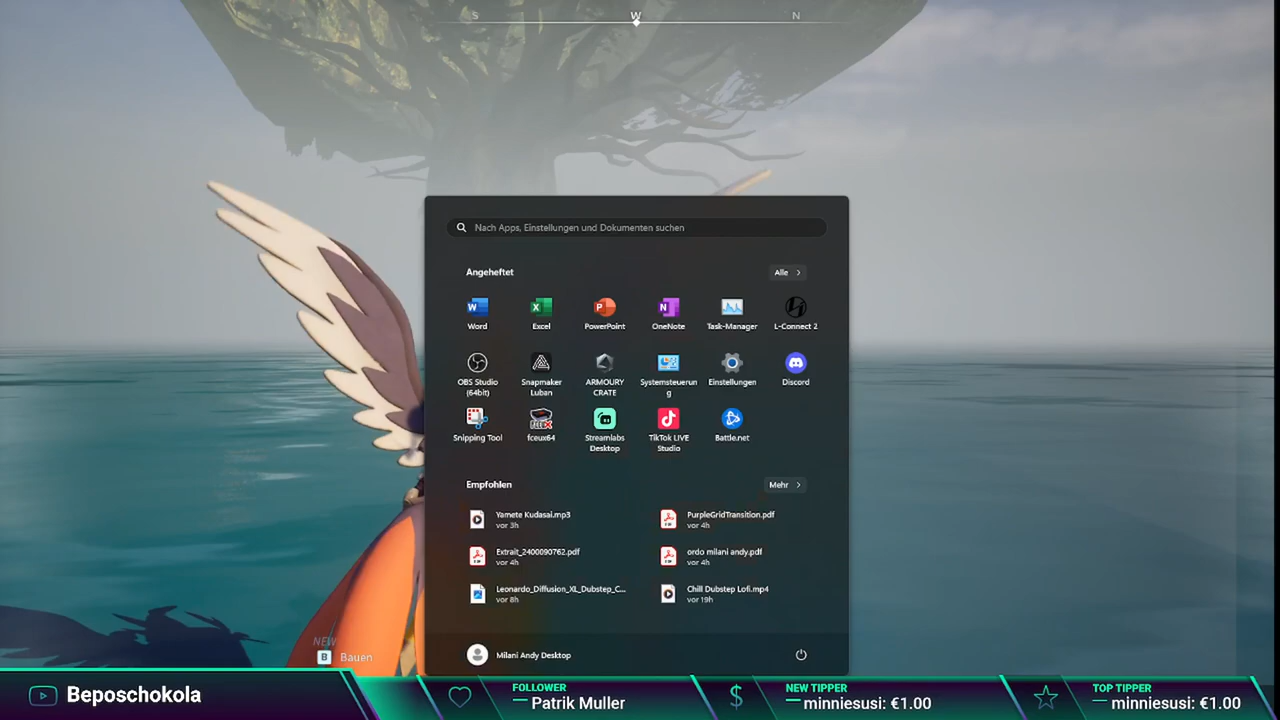 S W N
Nach Apps, Einstellungen und Dokumenten suchen
Angeheftet
Alle
Word
Excel
PowerPoint
OneNote
Task-Manager
L-Connect 2
OBS Studio
(64bit)
Snapmaker
Luban
ARMOURY
CRATE
Systemsteuerun
g
Einstellungen
Discord
Snipping Tool
fceux64
Streamlabs
Desktop
TikTok LIVE
Studio
Battle.net
Empfohlen
Mehr
Yamete Kudasai.mp3
vor 3h
PurpleGridTransition.pdf
vor 4h
Extrait_2400090762.pdf
vor 4h
ordo milani andy.pdf
vor 4h
Leonardo_Diffusion_XL_Dubstep_C...
vor 8h
Chill Dubstep Lofi.mp4
vor 19h
NEW
B Bauen
Milani Andy Desktop
Beposchokola
FOLLOWER
Patrik Muller
NEW TIPPER
minniesusi: €1.00
TOP TIPPER
minniesusi: €1.00